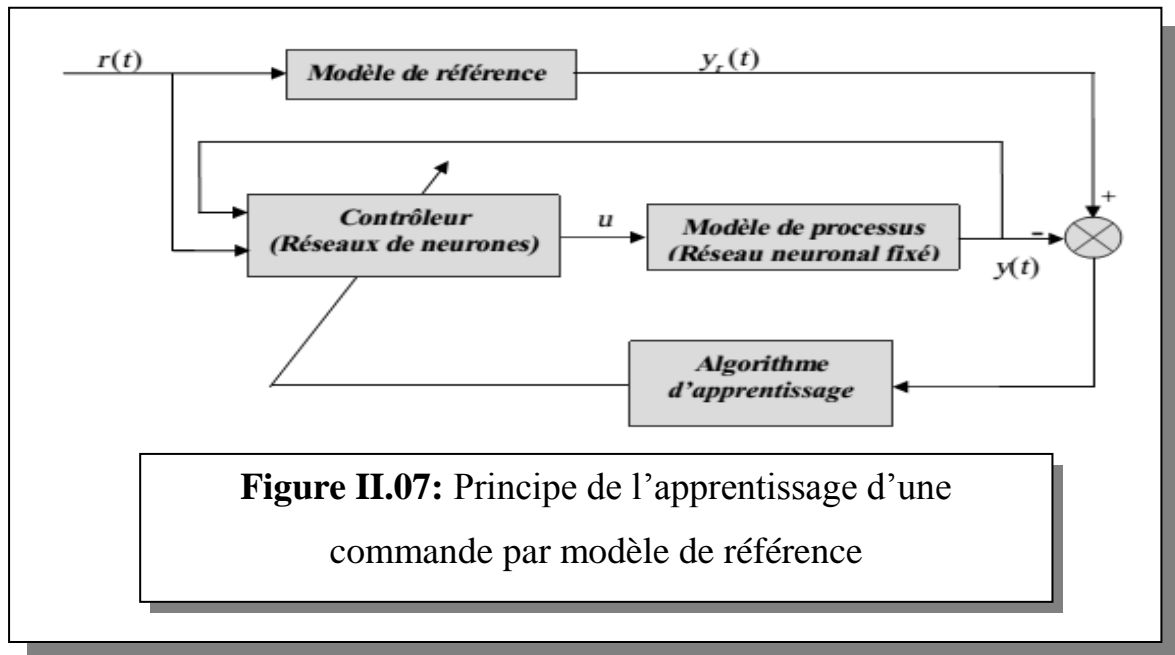 r(t)
Modèle de référence
y_r(t)
+
Contrôleur
(Réseaux de neurones)
u
Modèle de processus
(Réseau neuronal fixé)
-
y(t)
Algorithme
d’apprentissage
Figure II.07: Principe de l’apprentissage d’une
commande par modèle de référence